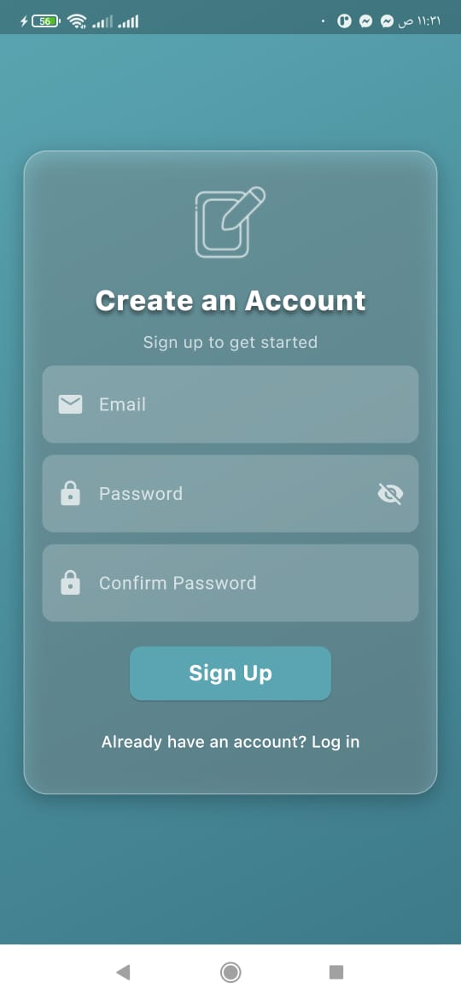 56 ١١:٣١ ص
Create an Account
Sign up to get started
Email
Password
Confirm Password
Sign Up
Already have an account? Log in